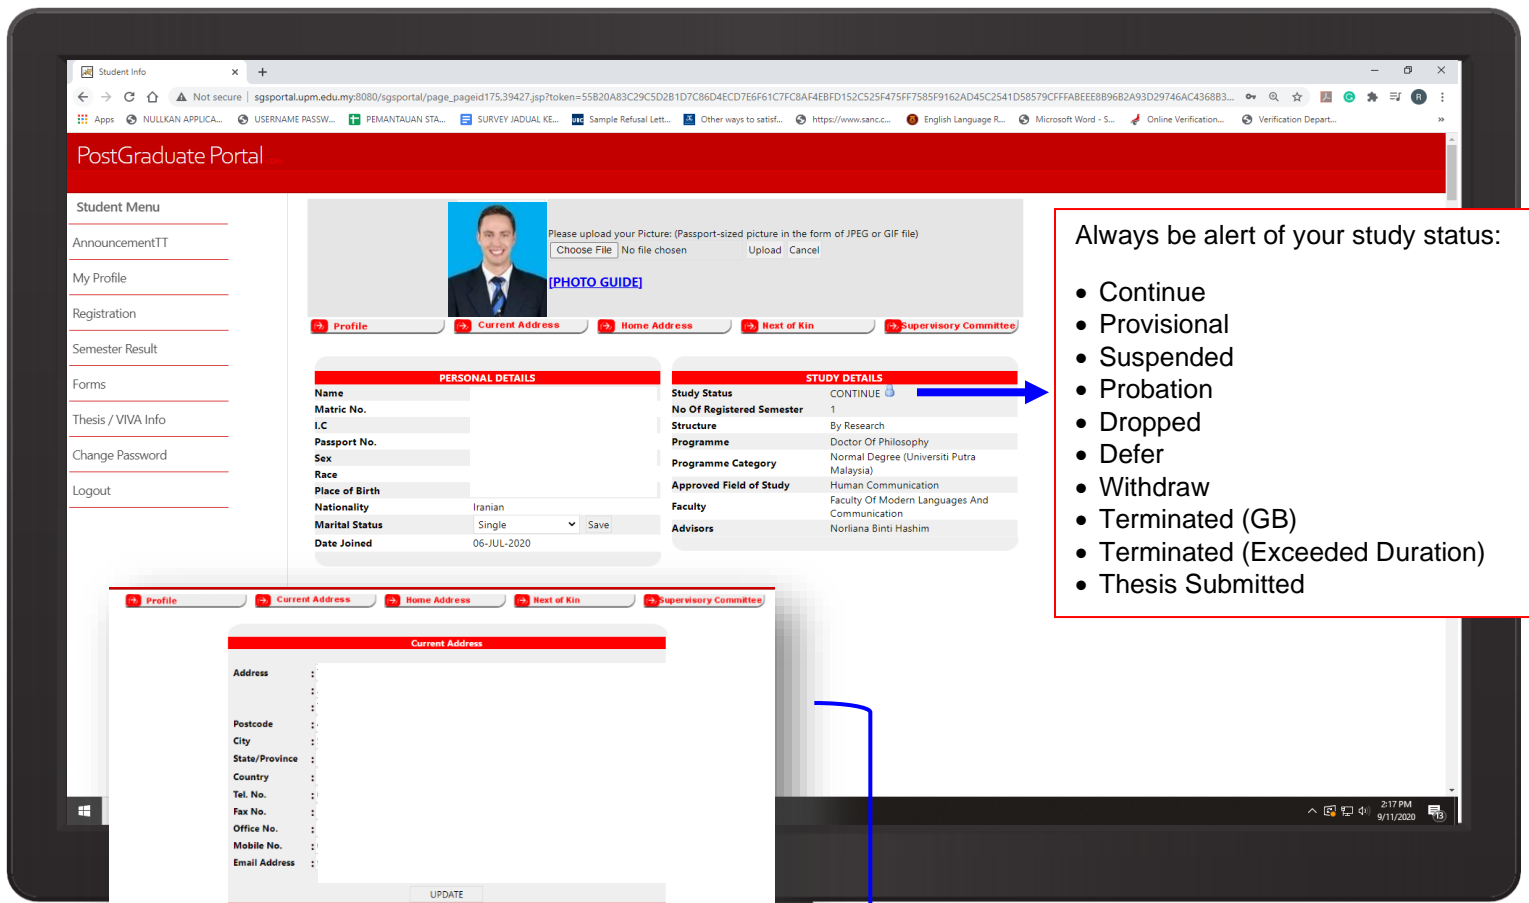 Student Info
Not secure | sgsportal.upm.edu.my:8080/sgsportal/page_pageid175,39427.jsp?token=55B20A83C29C5D2B1D7C86D4ECD7E6F61C7FC8AF4EBFD152C525F475FF7585F9162AD45C2541D58579CFFFABEEE8B96B2A93D29746AC4368B3...
Apps NULLKAN APPLICA... USERNAME PASSW... PEMANTAUAN STA... SURVEY JADUAL KE... UBC Sample Refusal Lett... Other ways to satisf... https://www.sanc.c... English Language R... Microsoft Word - S... Online Verification... Verification Depart...
PostGraduate Portal
Student Menu
AnnouncementTT
My Profile
Registration
Semester Result
Forms
Thesis / VIVA Info
Change Password
Logout
Please upload your Picture: (Passport-sized picture in the form of JPEG or GIF file)
Choose File No file chosen Upload Cancel
[PHOTO GUIDE]
Profile Current Address Home Address Next of Kin Supervisory Committee
PERSONAL DETAILS
Name
Matric No.
I.C
Passport No.
Sex
Race
Place of Birth
Nationality Iranian
Marital Status Single Save
Date Joined 06-JUL-2020
STUDY DETAILS
Study Status CONTINUE
No Of Registered Semester 1
Structure By Research
Programme Doctor Of Philosophy
Programme Category Normal Degree (Universiti Putra
Malaysia)
Approved Field of Study Human Communication
Faculty Faculty Of Modern Languages And
Communication
Advisors Norliana Binti Hashim
Always be alert of your study status:
• Continue
• Provisional
• Suspended
• Probation
• Dropped
• Defer
• Withdraw
• Terminated (GB)
• Terminated (Exceeded Duration)
• Thesis Submitted
Profile Current Address Home Address Next of Kin Supervisory Committee
Current Address
Address :
:
:
Postcode :
City :
State/Province :
Country :
Tel. No. :
Fax No. :
Office No. :
Mobile No. :
Email Address :
UPDATE
2:17 PM
9/11/2020
13